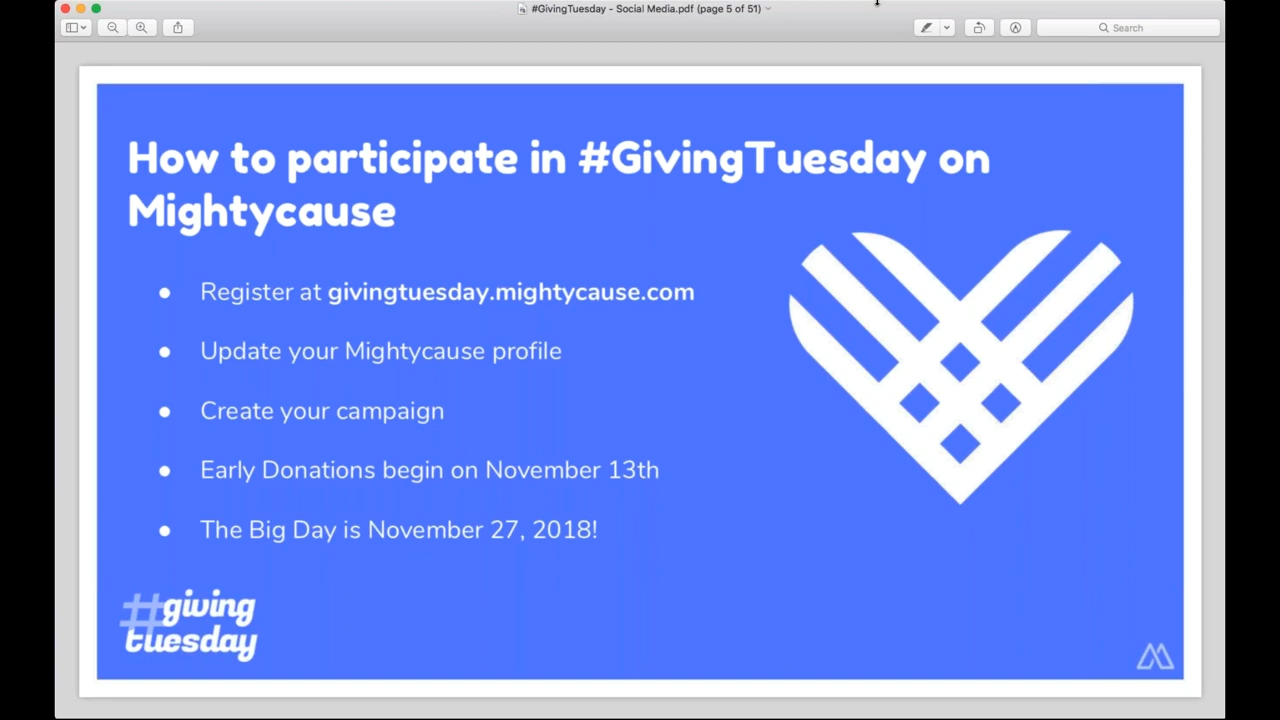 #GivingTuesday - Social Media.pdf (page 5 of 51)
Search
How to participate in #GivingTuesday on
Mightycause
● Register at givingtuesday.mightycause.com
● Update your Mightycause profile
● Create your campaign
● Early Donations begin on November 13th
● The Big Day is November 27, 2018!
#giving
tuesday